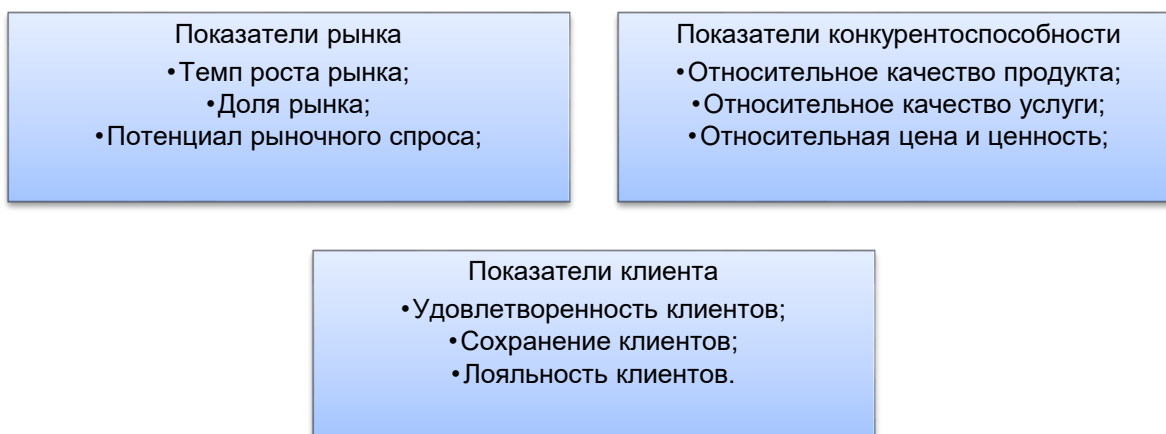 Показатели рынка
•Темп роста рынка;
•Доля рынка;
•Потенциал рыночного спроса;
Показатели конкурентоспособности
•Относительное качество продукта;
•Относительное качество услуги;
•Относительная цена и ценность;
Показатели клиента
•Удовлетворенность клиентов;
•Сохранение клиентов;
•Лояльность клиентов.